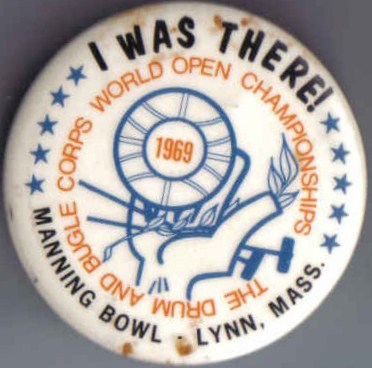 I WAS THERE!
THE DRUM AND BUGLE CORPS WORLD OPEN CHAMPIONSHIPS
1969
MANNING BOWL - LYNN, MASS.